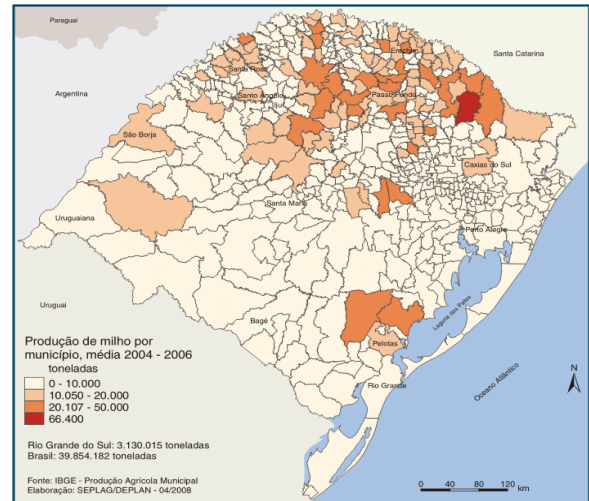 Paraguai
Santa Catarina
Erechim
Santa Rosa
Argentina
Santo Ângelo
Passo Fundo
Ijuí
São Borja
Caxias do Sul
Santa Maria
Uruguaiana
Porto Alegre
Uruguai
Laguna dos Patos
Bagé
Pelotas
Rio Grande
Oceano Atlântico
N
Produção de milho por
município, média 2004 - 2006
toneladas
0 - 10.000
10.050 - 20.000
20.107 - 50.000
66.400
Rio Grande do Sul: 3.130.015 toneladas
Brasil: 39.854.182 toneladas
Fonte: IBGE - Produção Agrícola Municipal
Elaboração: SEPLAG/DEPLAN - 04/2008
0 40 80 120
km